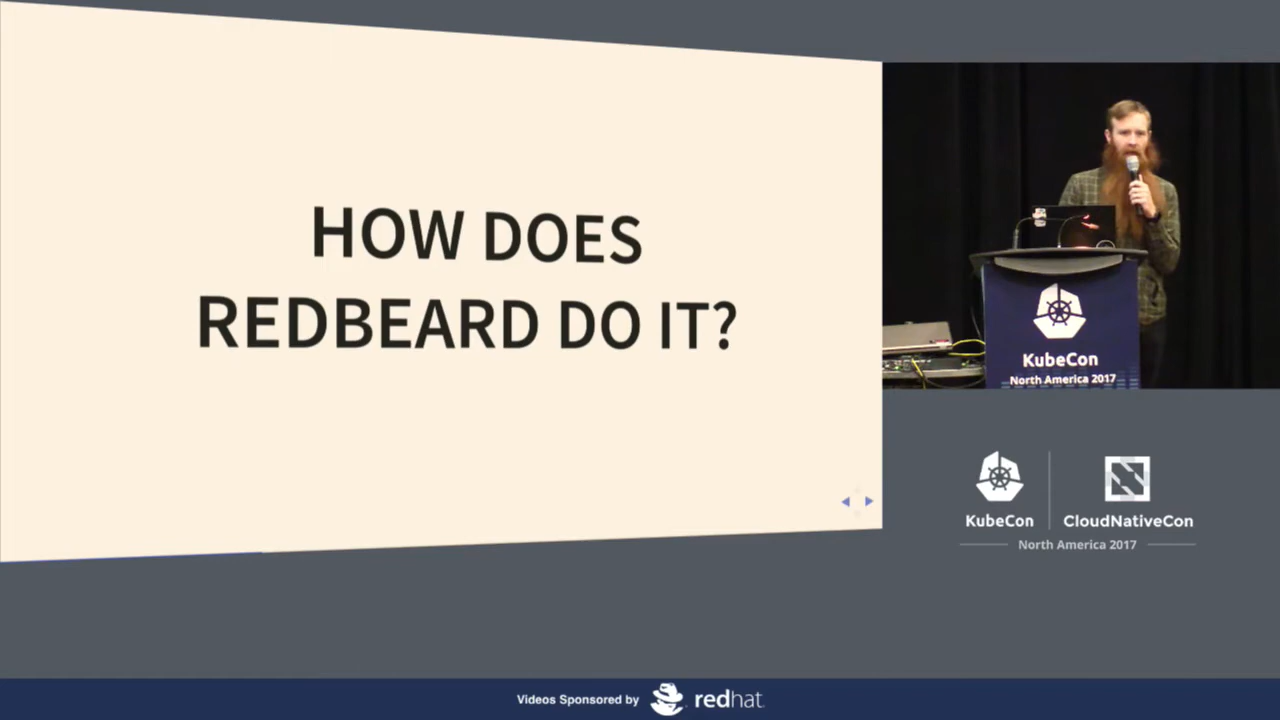 HOW DOES
REDBEARD DO IT?
KubeCon
North America 2017
KubeCon
CloudNativeCon
North America 2017
Videos Sponsored by
redhat.